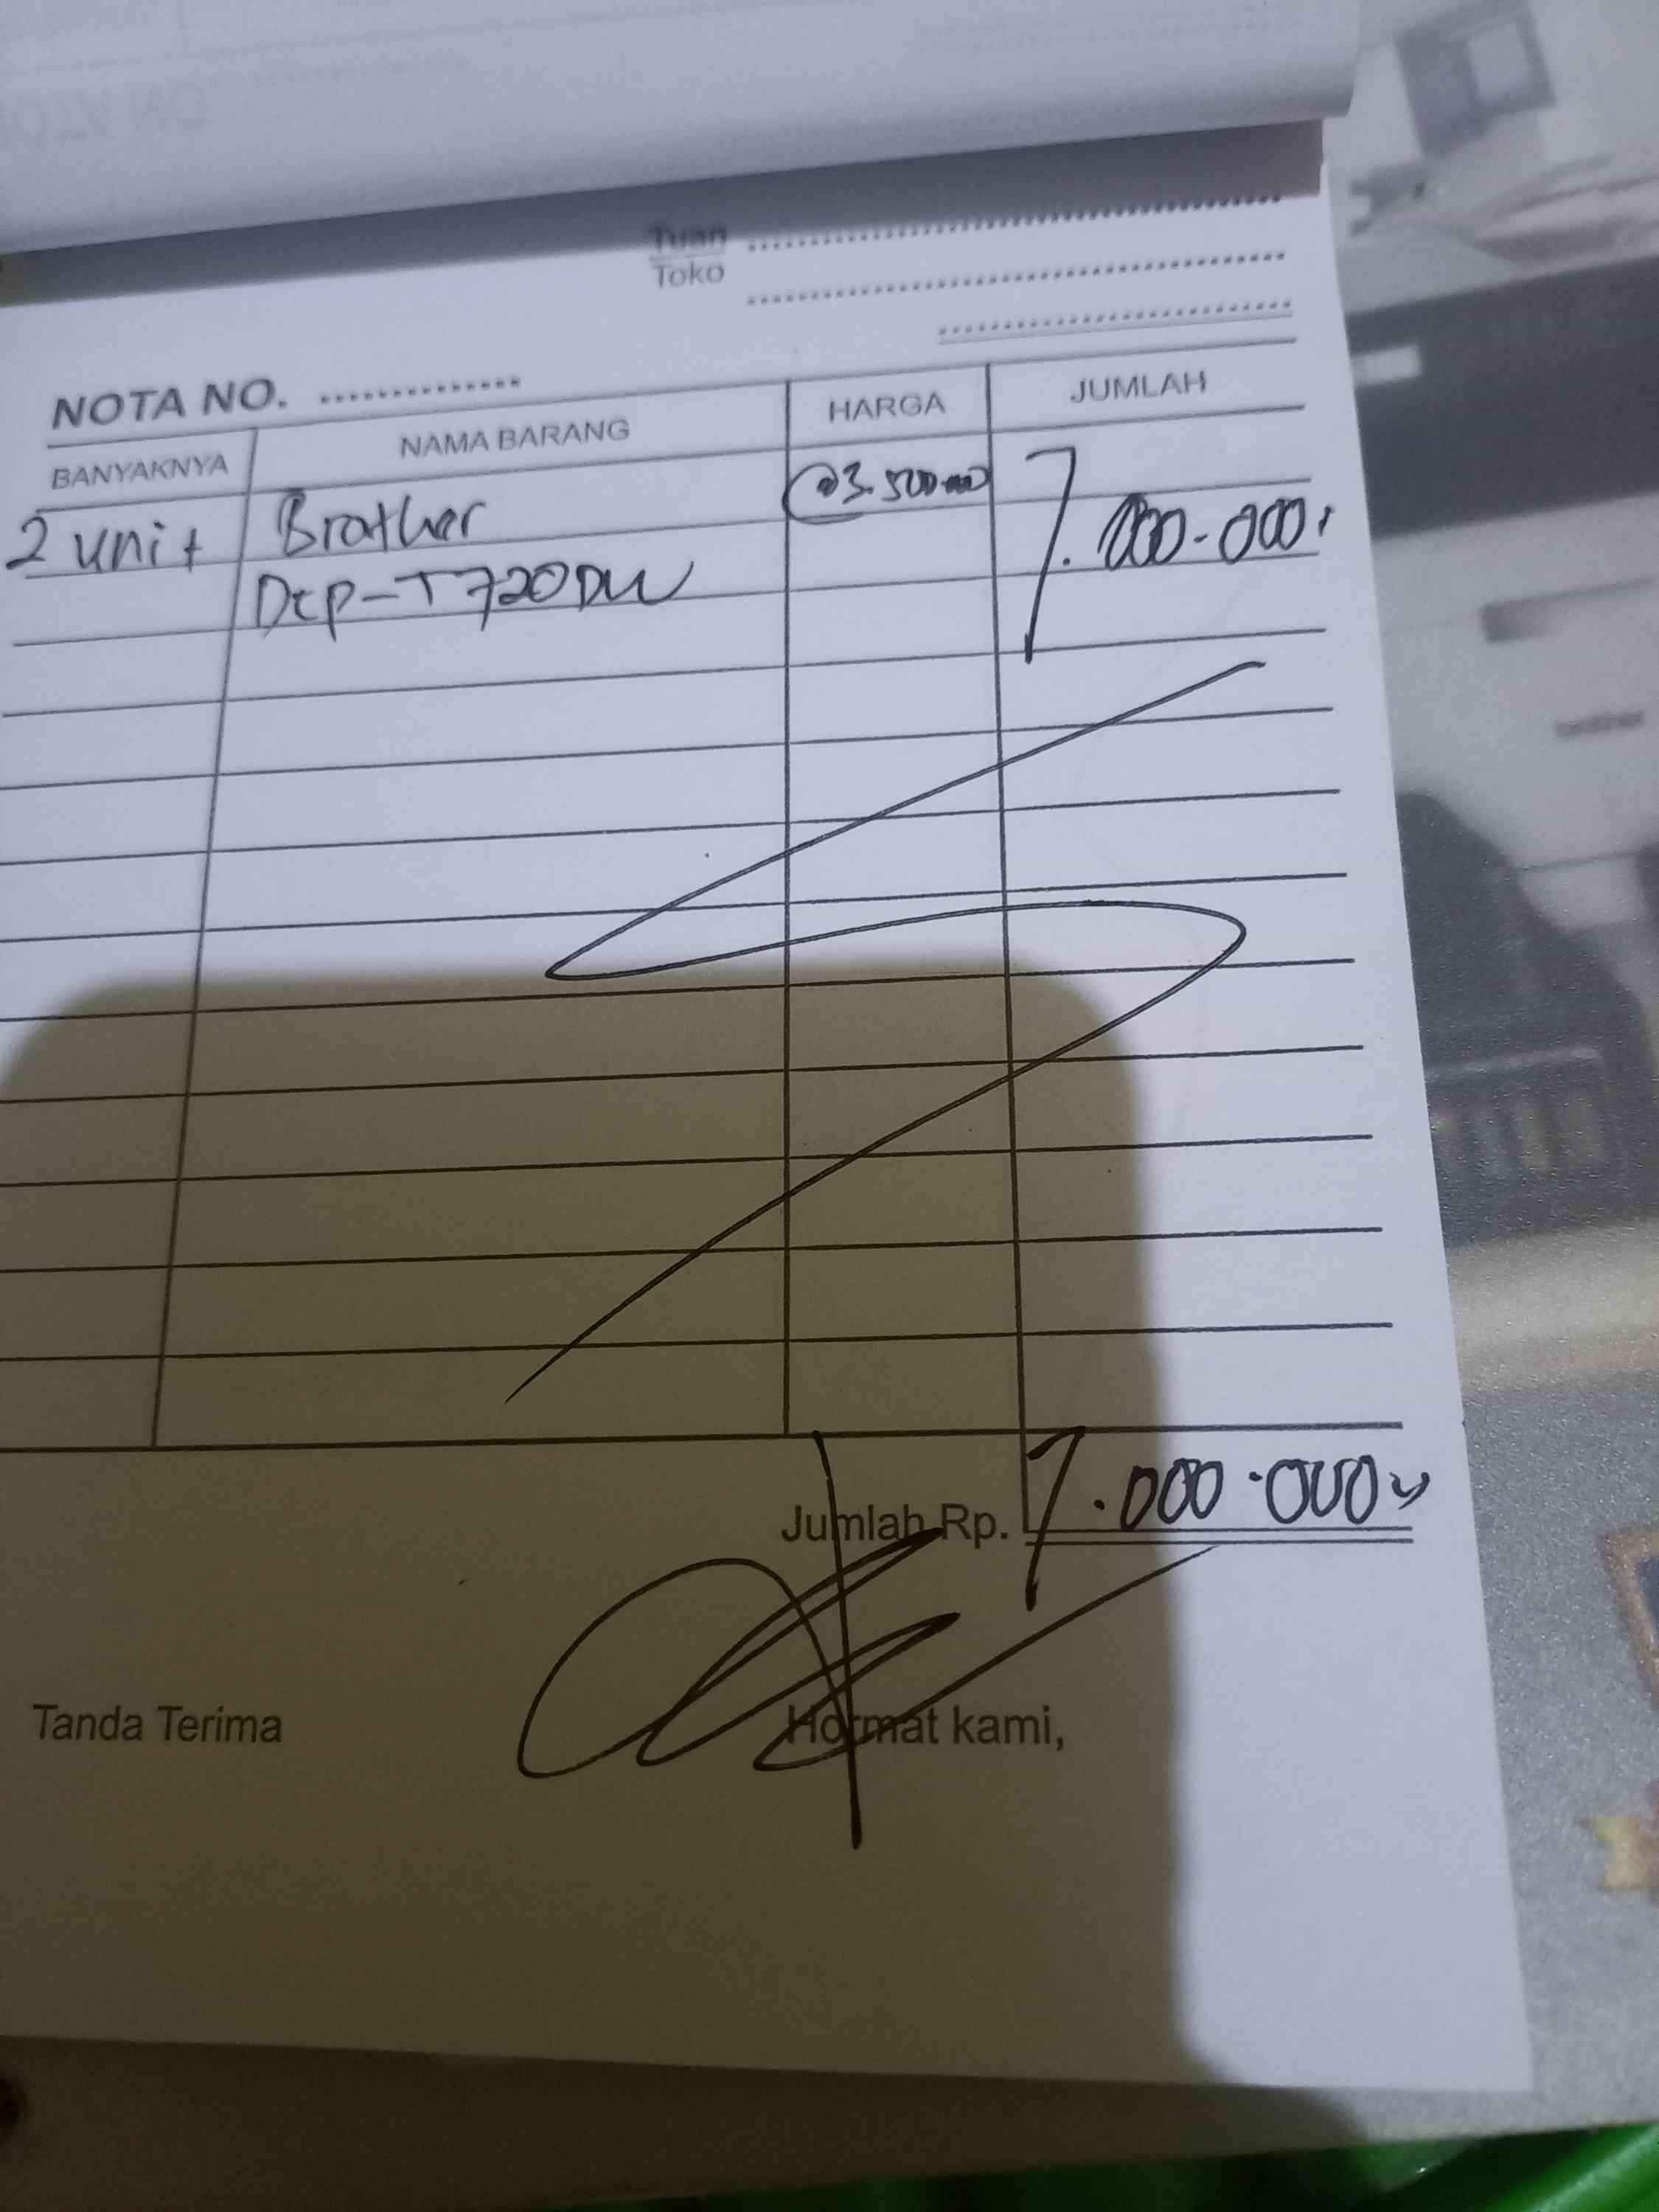 Tuan
Toko
NOTA NO.
BANYAKNYA NAMA BARANG HARGA JUMLAH
2 unit Brother @3.500.000 7.000.000,
Dcp-T720DW
Jumlah Rp. 7.000.000,
Tanda Terima Hormat kami,
brother